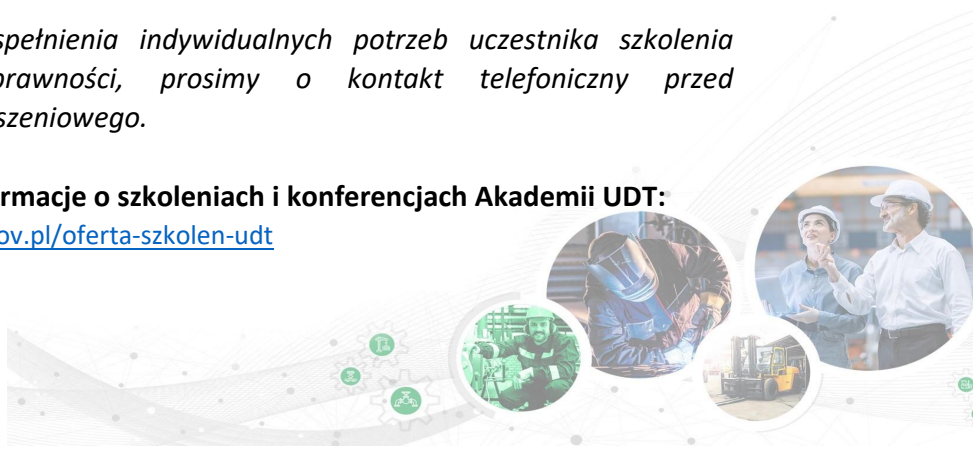 spełnienia indywidualnych potrzeb uczestnika szkolenia
prawności, prosimy o kontakt telefoniczny przed
szeniowego.
rmacje o szkoleniach i konferencjach Akademii UDT:
ov.pl/oferta-szkolen-udt